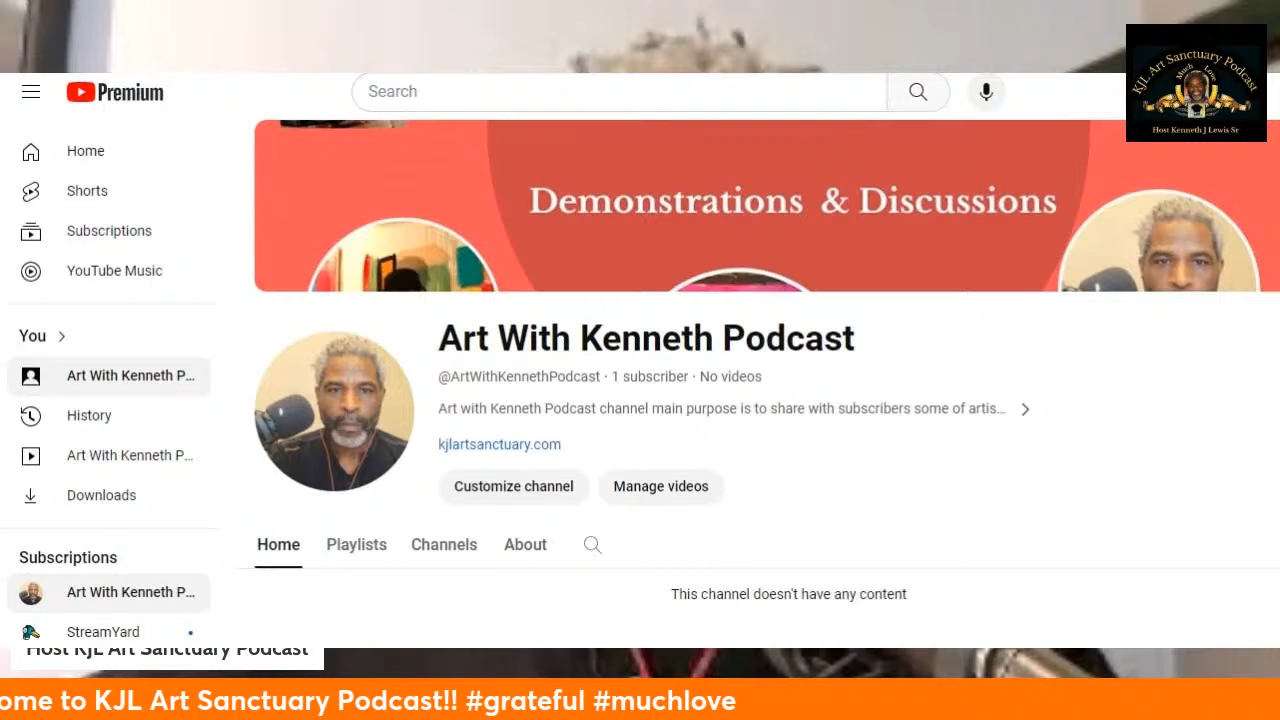 Premium
Search
KJL Art Sanctuary Podcast
Much Love
Host Kenneth J Lewis Sr
Home
Shorts
Subscriptions
YouTube Music
You
Art With Kenneth P...
History
Art With Kenneth P...
Downloads
Subscriptions
Art With Kenneth P...
StreamYard
Demonstrations & Discussions
Art With Kenneth Podcast
@ArtWithKennethPodcast · 1 subscriber · No videos
Art with Kenneth Podcast channel main purpose is to share with subscribers some of artis...
kjlartsanctuary.com
Customize channel
Manage videos
Home
Playlists
Channels
About
This channel doesn't have any content
Host KJL Art Sanctuary Podcast
ome to KJL Art Sanctuary Podcast!! #grateful #muchlove